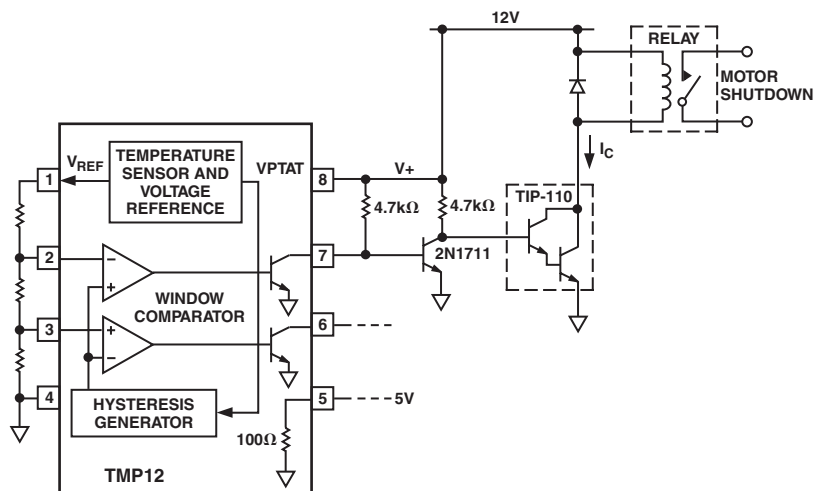 12V
RELAY
MOTOR
SHUTDOWN
IC
TIP-110
VREF
TEMPERATURE
SENSOR AND
VOLTAGE
REFERENCE
VPTAT
1
8
V+
4.7kΩ
4.7kΩ
2N1711
7
2
–
+
WINDOW
COMPARATOR
3
+
–
6
4
HYSTERESIS
GENERATOR
5
5V
100Ω
TMP12